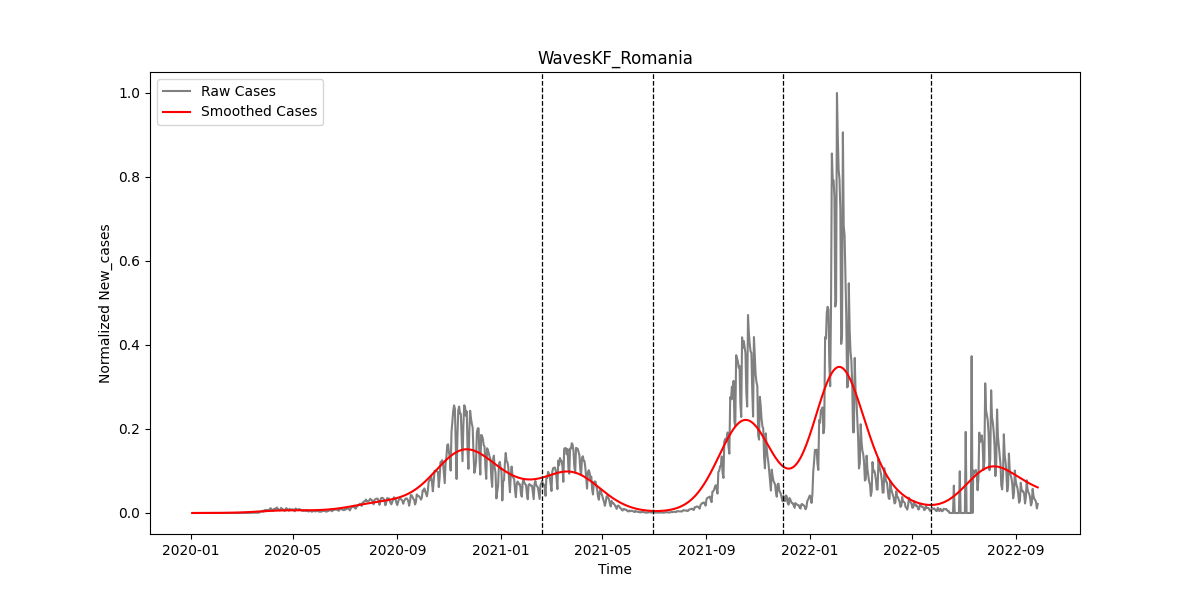 WavesKF_Romania
Raw Cases
Smoothed Cases
1.0
0.8
0.6
0.4
0.2
0.0
Normalized New_cases
2020-01 2020-05 2020-09 2021-01 2021-05 2021-09 2022-01 2022-05 2022-09
Time